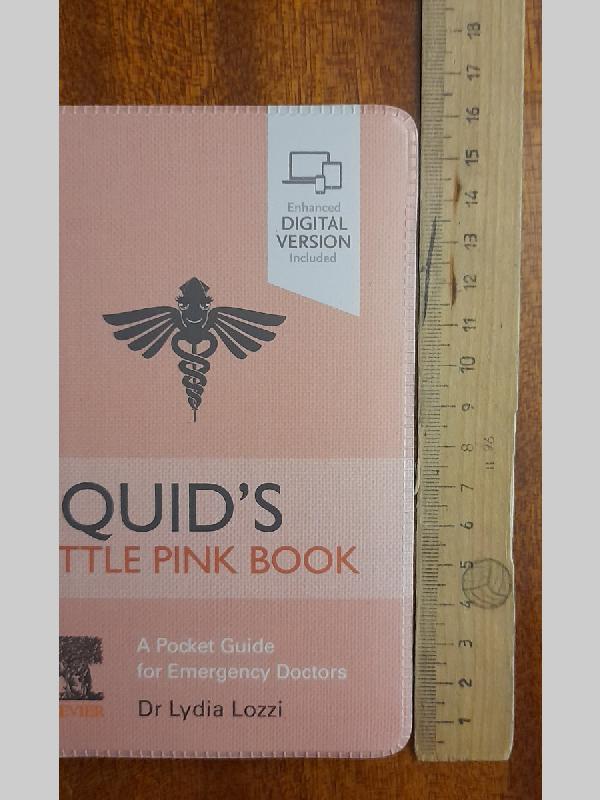 Enhanced
DIGITAL
VERSION
Included
QUID'S
TTLE PINK BOOK
A Pocket Guide
for Emergency Doctors
EVIER
Dr Lydia Lozzi
18
17
16
15
14
13
12
11
10
9
8
7
6
5
4
3
2
1